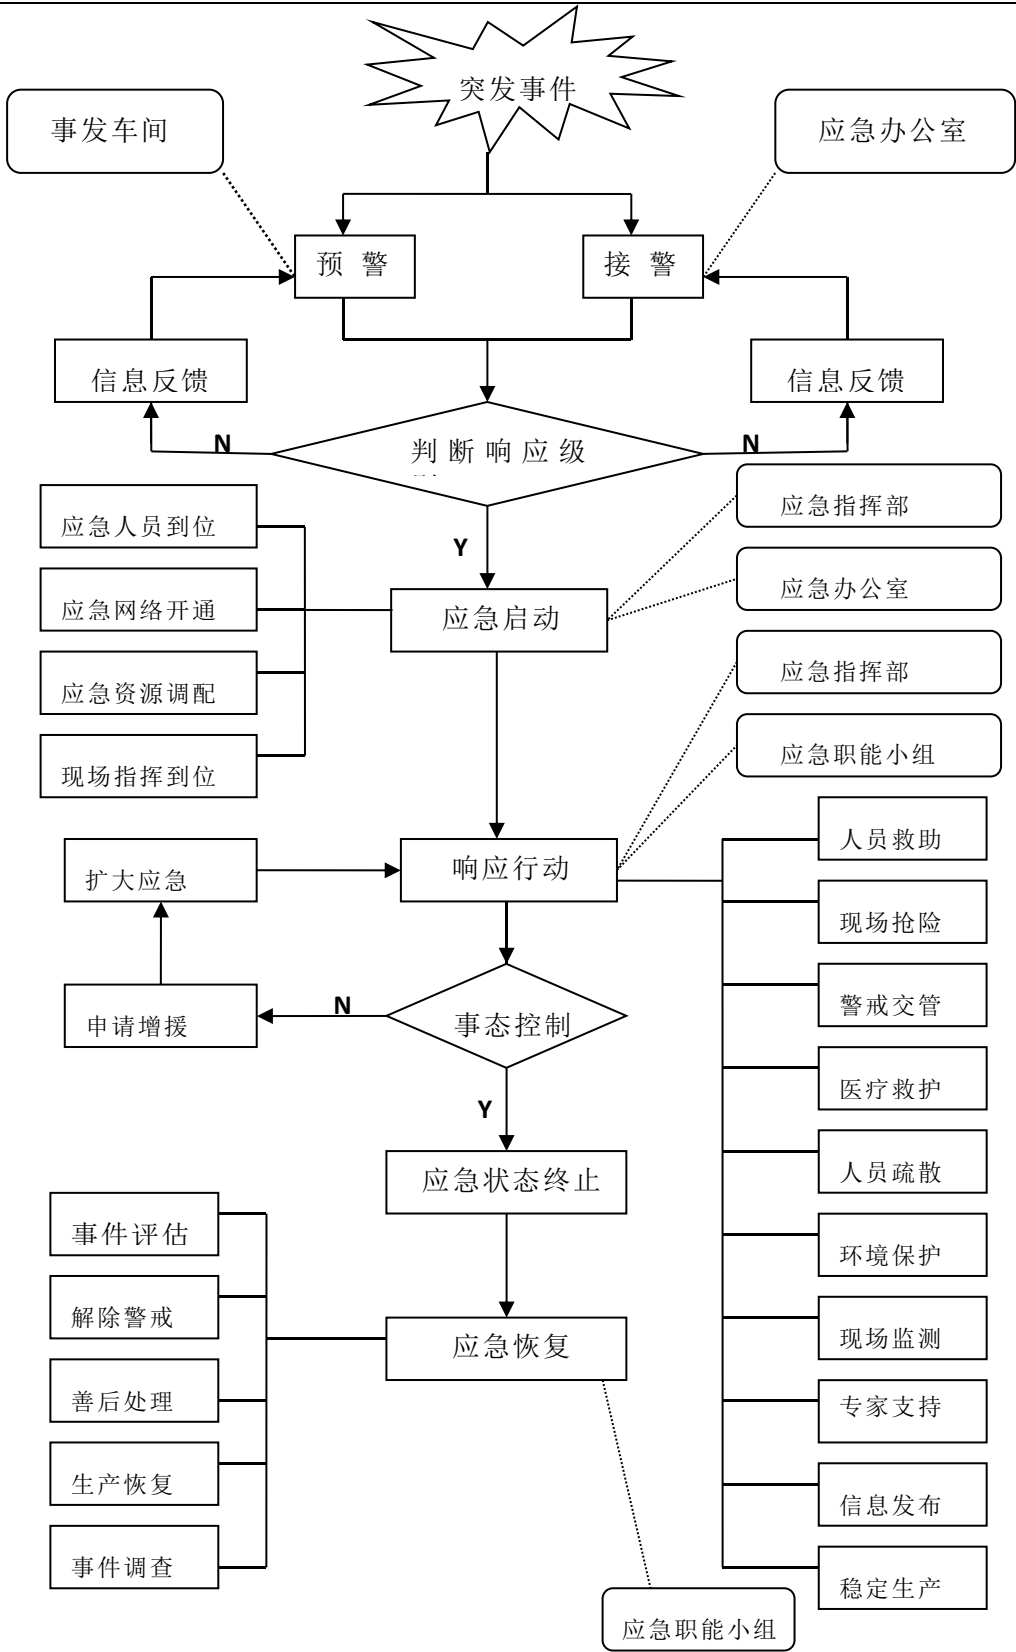 突发事件
事发车间
应急办公室
预 警
接 警
信息反馈
信息反馈
N
判断响应级
N
应急人员到位
应急指挥部
Y
应急网络开通
应急启动
应急办公室
应急资源调配
应急指挥部
现场指挥到位
应急职能小组
扩大应急
响应行动
人员救助
现场抢险
申请增援
N
事态控制
警戒交管
医疗救护
Y
应急状态终止
人员疏散
事件评估
环境保护
解除警戒
应急恢复
现场监测
善后处理
专家支持
生产恢复
信息发布
事件调查
稳定生产
应急职能小组